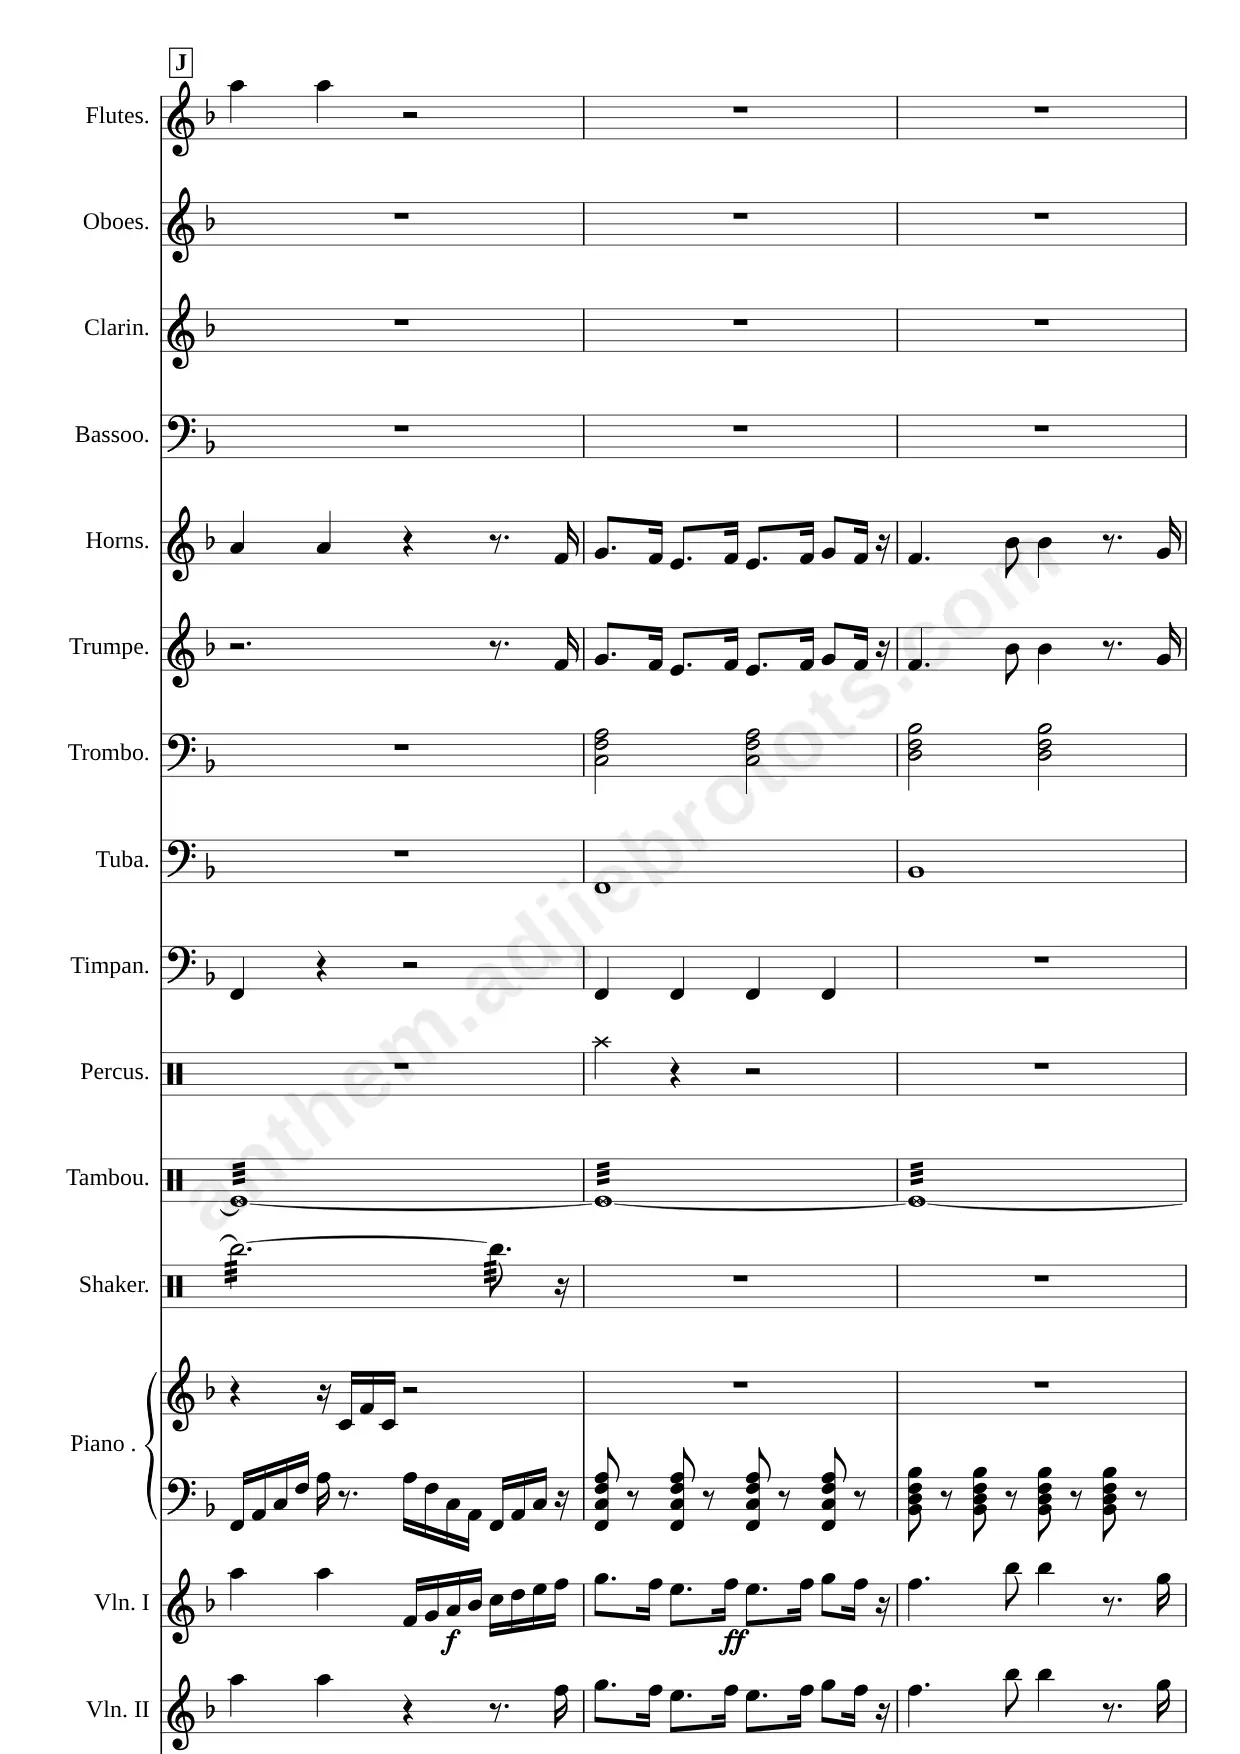 J
Flutes.
Oboes.
Clarin.
Bassoo.
Horns.
Trumpe.
Trombo.
Tuba.
Timpan.
Percus.
Tambou.
Shaker.
Piano .
Vln. I
f ff
Vln. II
anthem.adjiebrotots.com